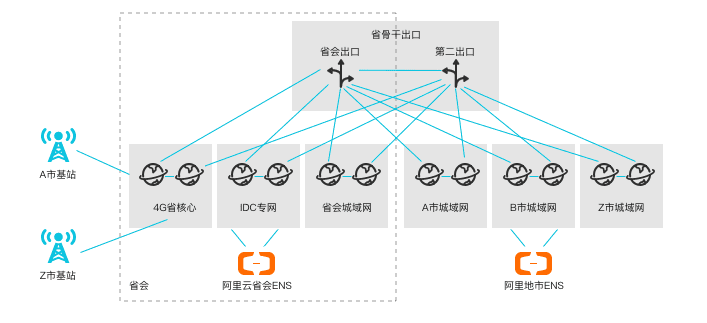 省骨干出口
省会出口
第二出口
A市基站
4G省核心
IDC专网
省会城域网
A市城域网
B市城域网
Z市城域网
Z市基站
省会
阿里云省会ENS
阿里地市ENS